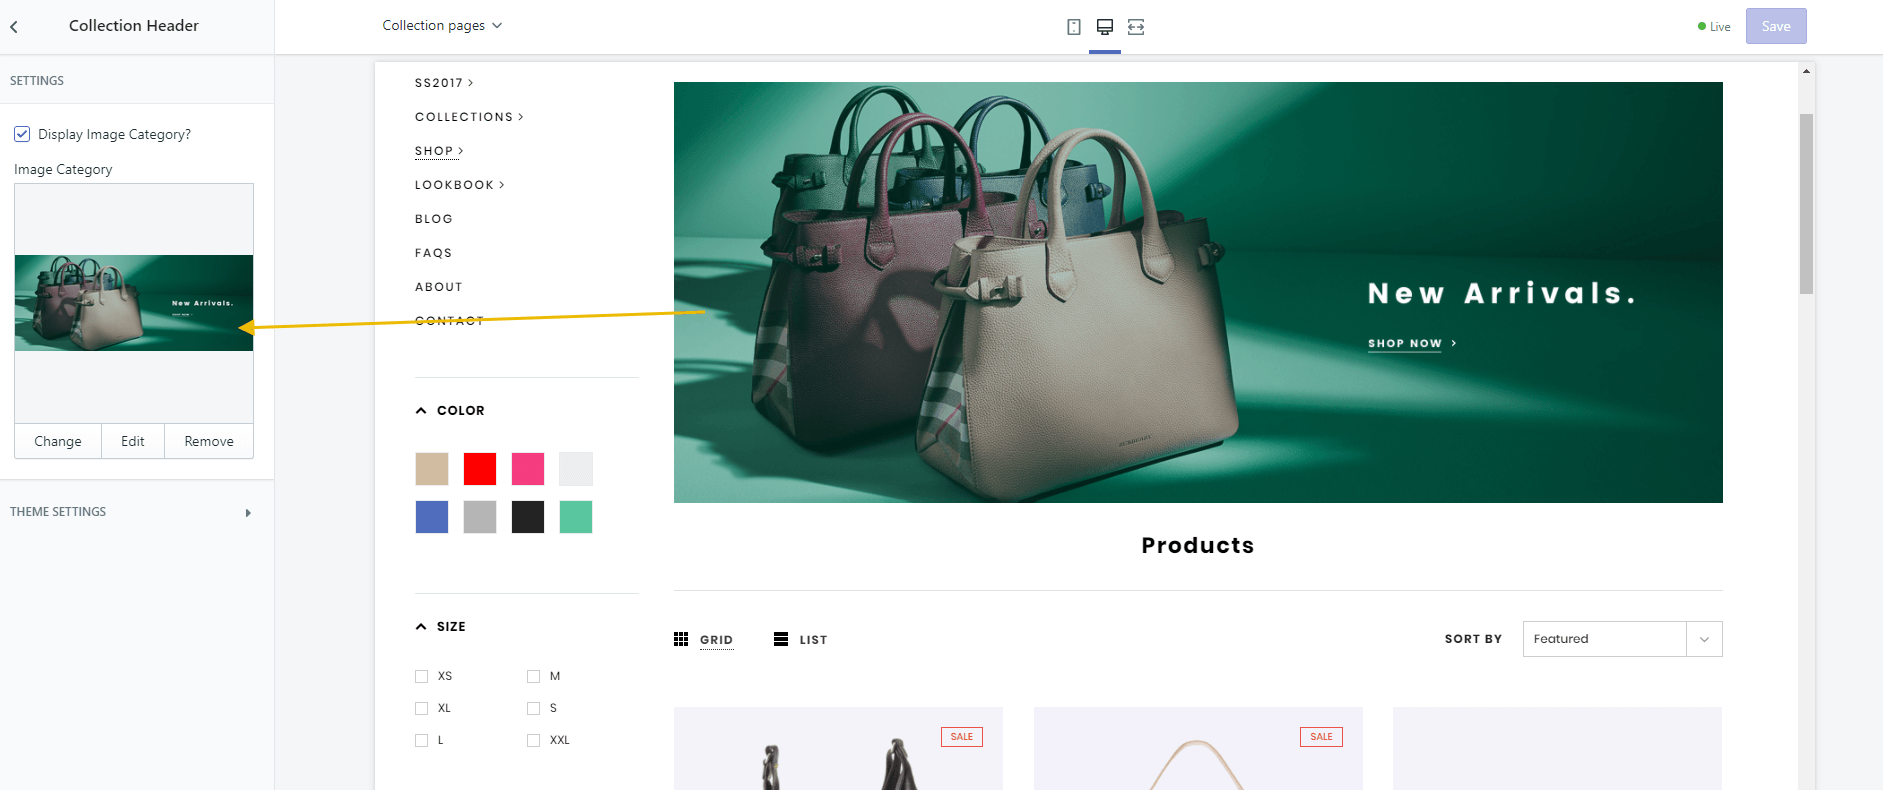 Collection Header
Collection pages
Live
Save
SETTINGS
Display Image Category?
Image Category
New Arrivals.
Change
Edit
Remove
THEME SETTINGS
SS2017
COLLECTIONS
SHOP
LOOKBOOK
BLOG
FAQS
ABOUT
CONTACT
COLOR
SIZE
XS
M
XL
S
L
XXL
New Arrivals.
SHOP NOW
Products
GRID
LIST
SORT BY
Featured
SALE
SALE